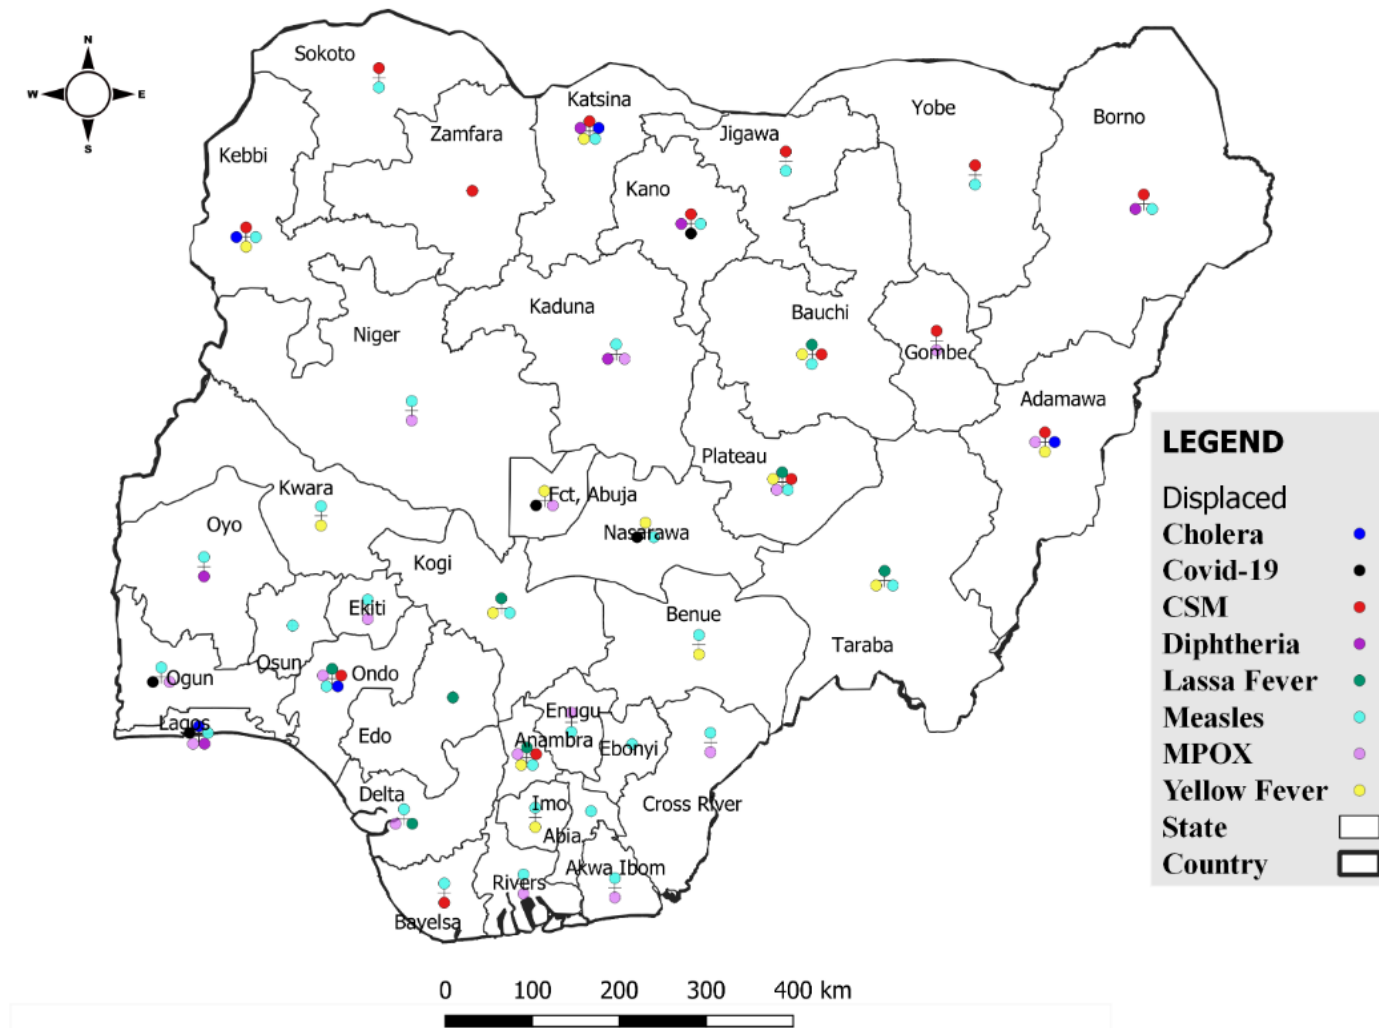 N
W E
S
Sokoto
Katsina
Yobe
Borno
Zamfara
Jigawa
Kebbi
Kano
Kaduna
Bauchi
Niger
Gombe
Adamawa
Plateau
Kwara
Fct, Abuja
Oyo
Nasarawa
Kogi
Ekiti
Benue
Taraba
Osun
Ondo
Ogun
Lagos
Enugu
Edo
Anambra
Ebonyi
Delta
Imo
Cross River
Abia
Akwa Ibom
Rivers
Bayelsa
LEGEND
Displaced
Cholera
Covid-19
CSM
Diphtheria
Lassa Fever
Measles
MPOX
Yellow Fever
State
Country
0 100 200 300 400 km